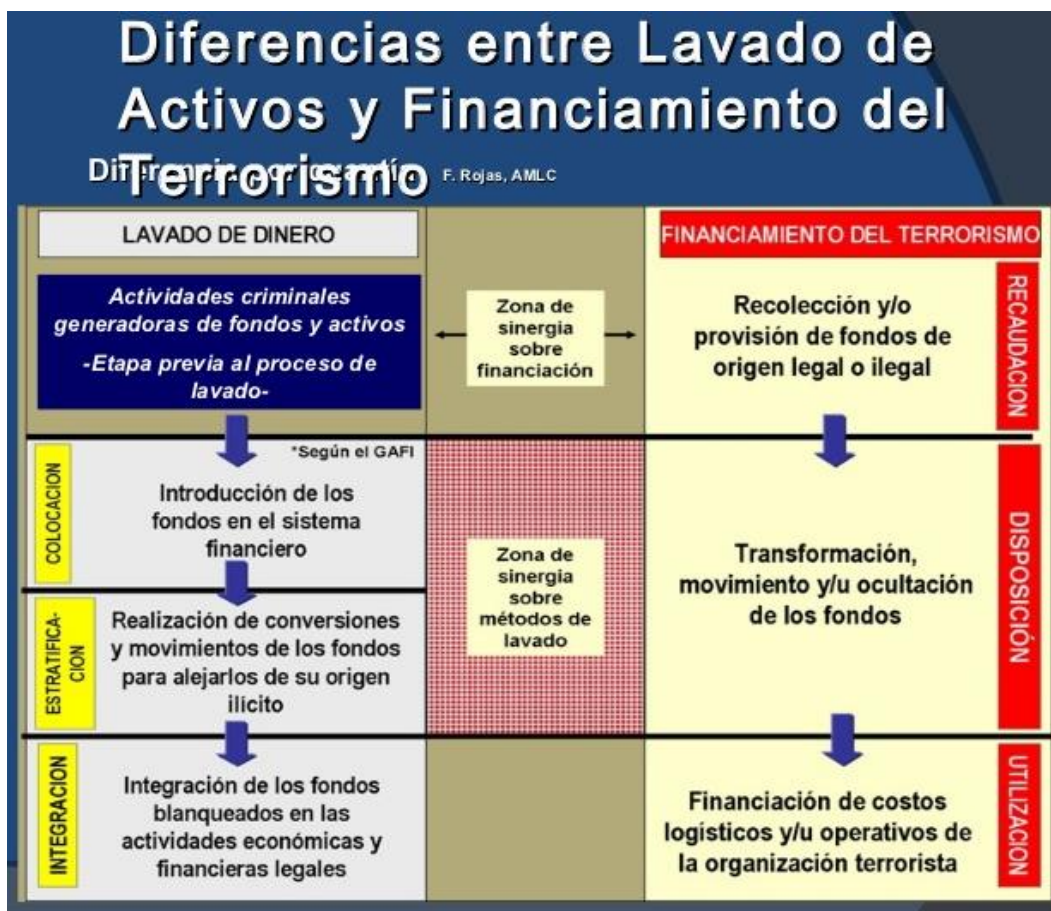 Diferencias entre Lavado de
Activos y Financiamiento del
Terrorismo
F. Rojas, AMLC
LAVADO DE DINERO
Actividades criminales
generadoras de fondos y activos
-Etapa previa al proceso de
lavado-
Zona de
sinergia
sobre
financiación
FINANCIAMIENTO DEL TERRORISMO
Recolección y/o
provisión de fondos de
origen legal o ilegal
RECAUDACION
*Según el GAFI
COLOCACION
Introducción de los
fondos en el sistema
financiero
ESTRATIFICA-
CION
Realización de conversiones
y movimientos de los fondos
para alejarlos de su origen
ilícito
Zona de
sinergia
sobre
métodos de
lavado
Transformación,
movimiento y/u ocultación
de los fondos
DISPOSICIÓN
INTEGRACION
Integración de los fondos
blanqueados en las
actividades económicas y
financieras legales
Financiación de costos
logísticos y/u operativos de
la organización terrorista
UTILIZACION